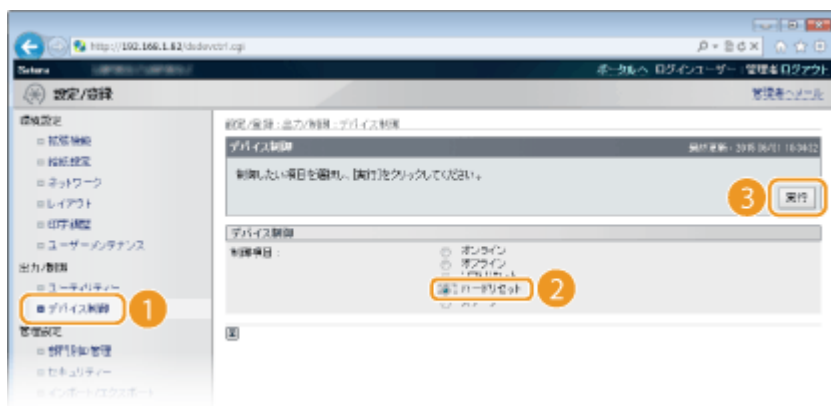 http://192.168.1.82/dsdevctrl.cgi
Satera
ポータルへ ログインユーザー: 管理者 ログアウト
設定/登録
管理者へメール
環境設定
拡張機能
給紙設定
ネットワーク
レイアウト
印字調整
ユーザーメンテナンス
出力/制御
ユーティリティー
デバイス制御
1
管理設定
部門別ID管理
セキュリティー
インポート/エクスポート
設定/登録 : 出力/制御 : デバイス制御
デバイス制御
最終更新 :
制御したい項目を選択し、[実行]をクリックしてください。
3
実行
デバイス制御
制御項目 :
オンライン
オフライン
ハードリセット
2